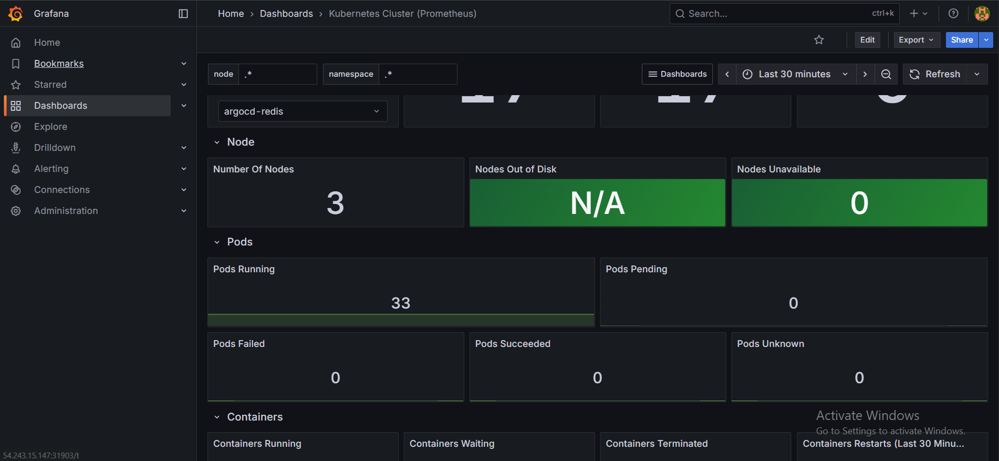 Grafana
Home › Dashboards › Kubernetes Cluster (Prometheus)
Search...
ctrl+k
Home
Bookmarks
Starred
Dashboards
Explore
Drilldown
Alerting
Connections
Administration
Edit
Export
Share
node .*
namespace .*
Dashboards
Last 30 minutes
Refresh
argocd-redis
Node
Number Of Nodes
3
Nodes Out of Disk
N/A
Nodes Unavailable
0
Pods
Pods Running
33
Pods Pending
0
Pods Failed
0
Pods Succeeded
0
Pods Unknown
0
Containers
Containers Running
Containers Waiting
Containers Terminated
Containers Restarts (Last 30 Minu...
Activate Windows
Go to Settings to activate Windows.
54.243.15.147:31903/